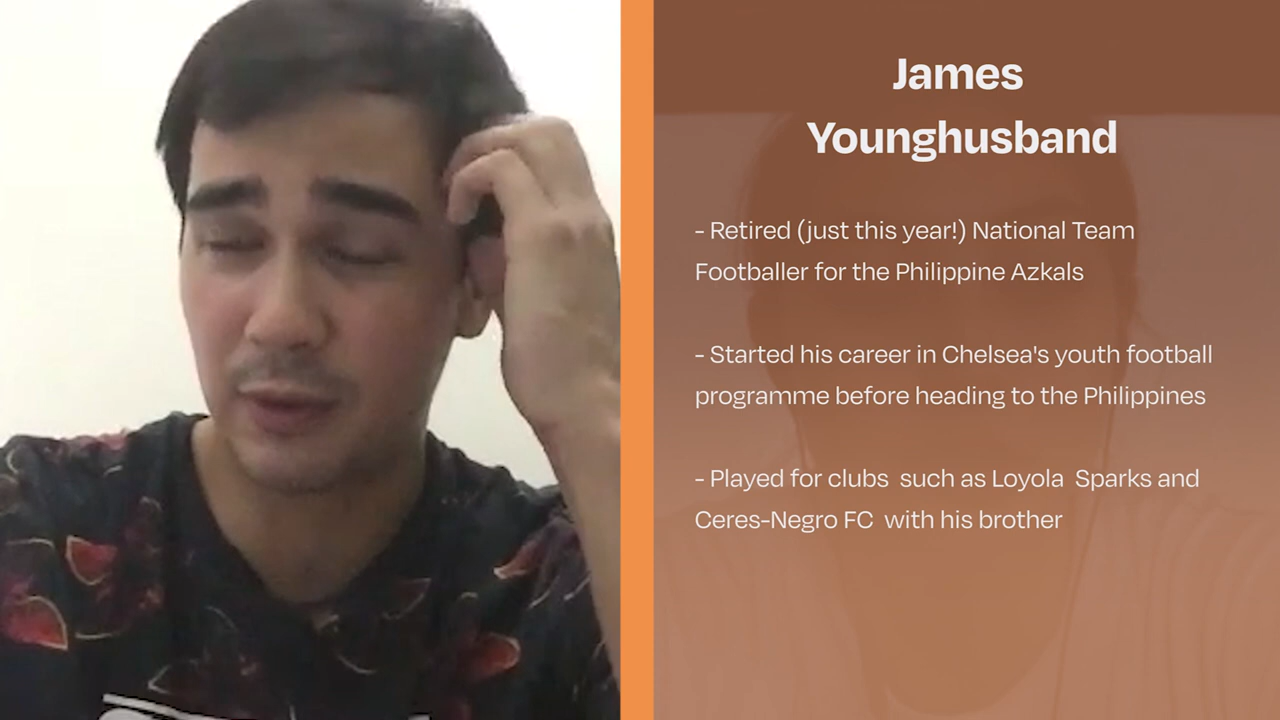 James
Younghusband
- Retired (just this year!) National Team
Footballer for the Philippine Azkals
- Started his career in Chelsea's youth football
programme before heading to the Philippines
- Played for clubs such as Loyola Sparks and
Ceres-Negro FC with his brother